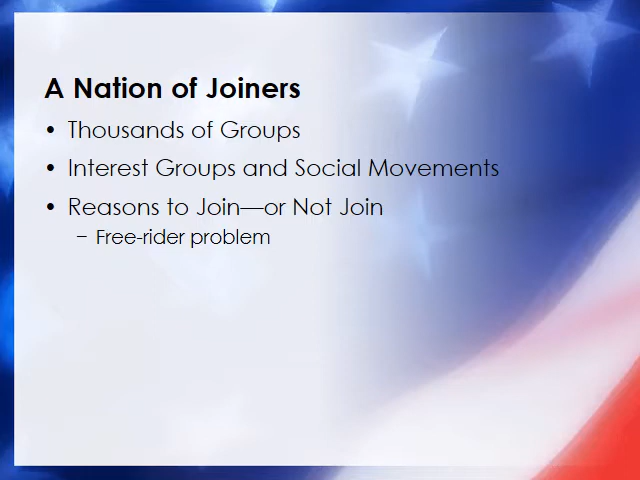 A Nation of Joiners
• Thousands of Groups
• Interest Groups and Social Movements
• Reasons to Join—or Not Join
– Free-rider problem